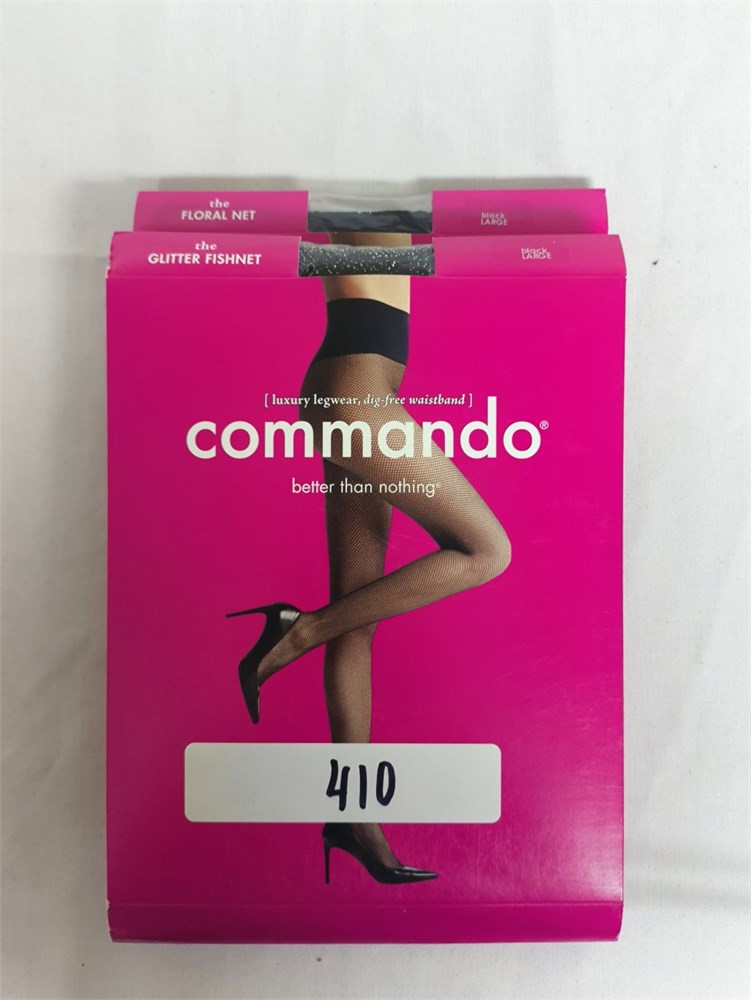 the
FLORAL NET
black
LARGE
the
GLITTER FISHNET
black
LARGE
[ luxury legwear, dig-free waistband ]
commando®
better than nothing®
410